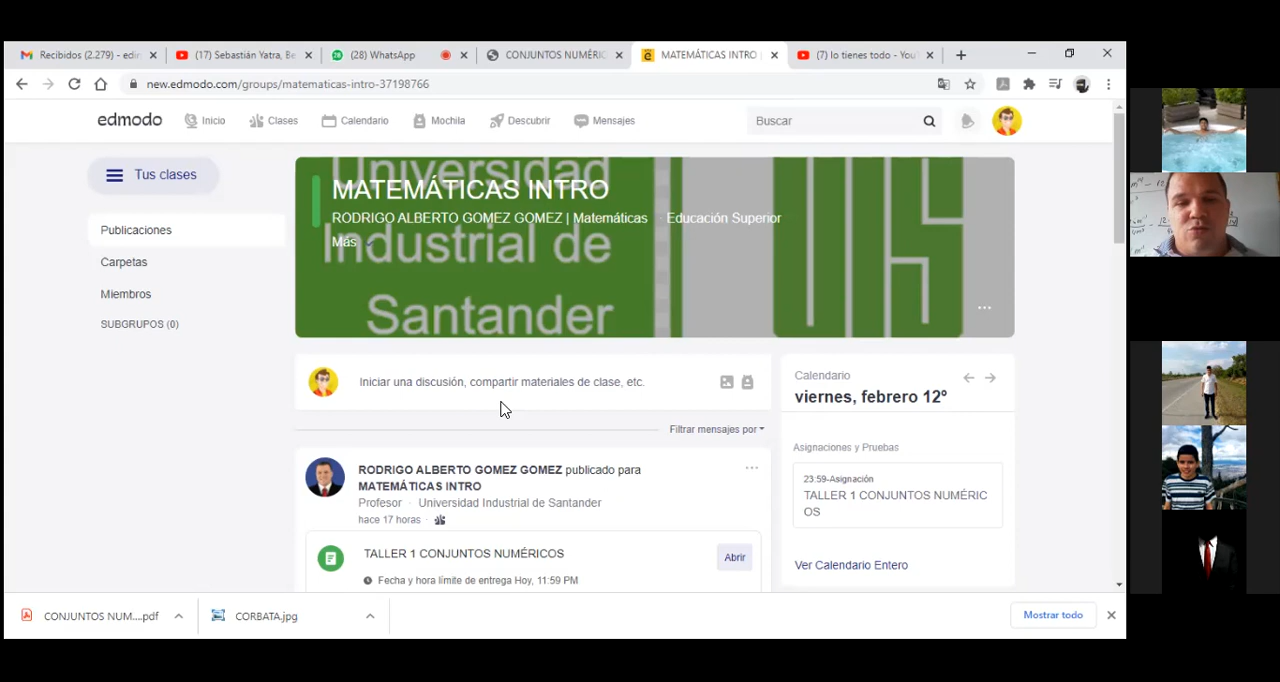 Recibidos (2.279) - edin
(17) Sebastián Yatra, Be
(28) WhatsApp
CONJUNTOS NUMÉRIC
MATEMÁTICAS INTRO
(7) lo tienes todo - You
new.edmodo.com/groups/matematicas-intro-37198766
edmodo
Inicio
Clases
Calendario
Mochila
Descubrir
Mensajes
Buscar
Tus clases
Publicaciones
Carpetas
Miembros
SUBGRUPOS (0)
Universidad
MATEMÁTICAS INTRO
RODRIGO ALBERTO GOMEZ GOMEZ | Matemáticas · Educación Superior
Más
Industrial de
Santander
Iniciar una discusión, compartir materiales de clase, etc.
Filtrar mensajes por
RODRIGO ALBERTO GOMEZ GOMEZ publicado para
MATEMÁTICAS INTRO
Profesor · Universidad Industrial de Santander
hace 17 horas ·
TALLER 1 CONJUNTOS NUMÉRICOS
Abrir
Fecha y hora límite de entrega Hoy, 11:59 PM
Calendario
viernes, febrero 12º
Asignaciones y Pruebas
23:59-Asignación
TALLER 1 CONJUNTOS NUMÉRIC
OS
Ver Calendario Entero
CONJUNTOS NUM....pdf
CORBATA.jpg
Mostrar todo